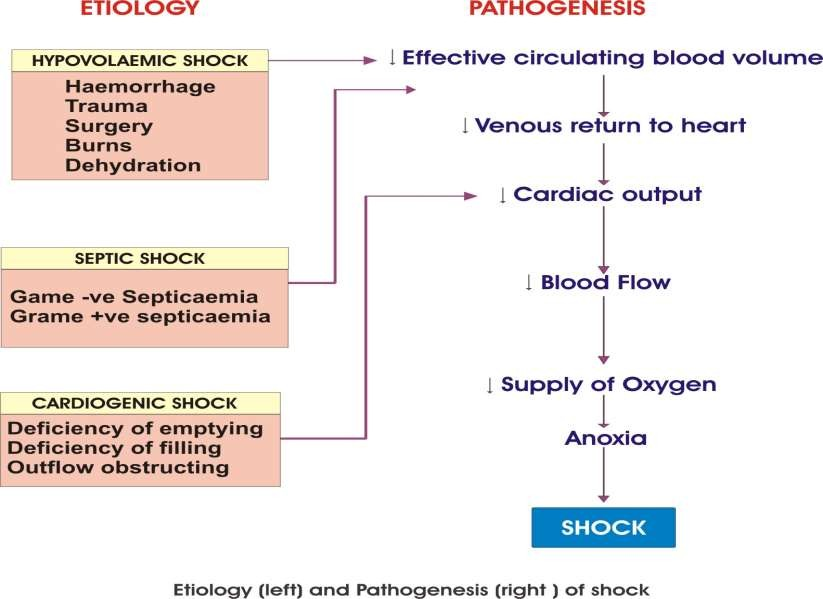 ETIOLOGY
PATHOGENESIS
HYPOVOLAEMIC SHOCK
Haemorrhage
Trauma
Surgery
Burns
Dehydration
SEPTIC SHOCK
Game -ve Septicaemia
Grame +ve septicaemia
CARDIOGENIC SHOCK
Deficiency of emptying
Deficiency of filling
Outflow obstructing
↓ Effective circulating blood volume
↓ Venous return to heart
↓ Cardiac output
↓ Blood Flow
↓ Supply of Oxygen
Anoxia
SHOCK
Etiology (left) and Pathogenesis (right ) of shock